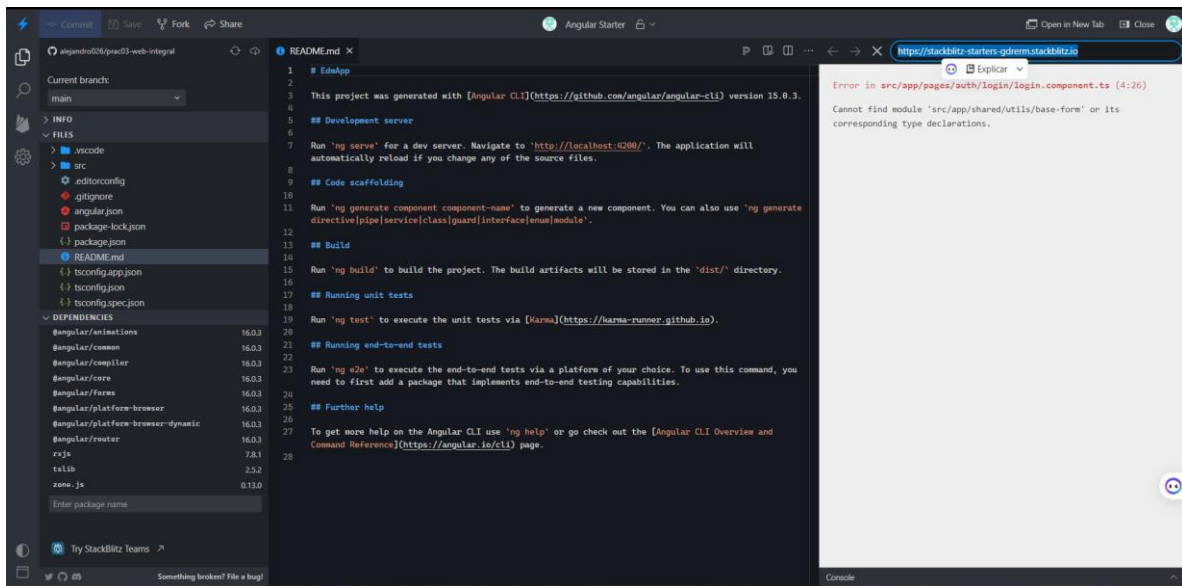 Commit
Save
Fork
Share
Angular Starter
Open in New Tab
Close
alejandro026/prac03-web-integral
Current branch:
main
INFO
FILES
.vscode
src
.editorconfig
.gitignore
angular.json
package-lock.json
package.json
README.md
tsconfig.app.json
tsconfig.json
tsconfig.spec.json
DEPENDENCIES
@angular/animations 16.0.3
@angular/common 16.0.3
@angular/compiler 16.0.3
@angular/core 16.0.3
@angular/forms 16.0.3
@angular/platform-browser 16.0.3
@angular/platform-browser-dynamic 16.0.3
@angular/router 16.0.3
rxjs 7.8.1
tslib 2.5.2
zone.js 0.13.0
Enter package name
Try StackBlitz Teams
Something broken? File a bug!
README.md
1 # EdmApp
2
3 This project was generated with [Angular CLI](https://github.com/angular/angular-cli) version 15.0.3.
4
5 ## Development server
6
7 Run `ng serve` for a dev server. Navigate to `http://localhost:4200/`. The application will
automatically reload if you change any of the source files.
8
9 ## Code scaffolding
10
11 Run `ng generate component component-name` to generate a new component. You can also use `ng generate
directive|pipe|service|class|guard|interface|enum|module`.
12
13 ## Build
14
15 Run `ng build` to build the project. The build artifacts will be stored in the `dist/` directory.
16
17 ## Running unit tests
18
19 Run `ng test` to execute the unit tests via [Karma](https://karma-runner.github.io).
20
21 ## Running end-to-end tests
22
23 Run `ng e2e` to execute the end-to-end tests via a platform of your choice. To use this command, you
need to first add a package that implements end-to-end testing capabilities.
24
25 ## Further help
26
27 To get more help on the Angular CLI use `ng help` or go check out the [Angular CLI Overview and
Command Reference](https://angular.io/cli) page.
28
https://stackblitz-starters-gdrerm.stackblitz.io
Explicar
Error in src/app/pages/auth/login/login.component.ts (4:26)
Cannot find module 'src/app/shared/utils/base-form' or its
corresponding type declarations.
Console